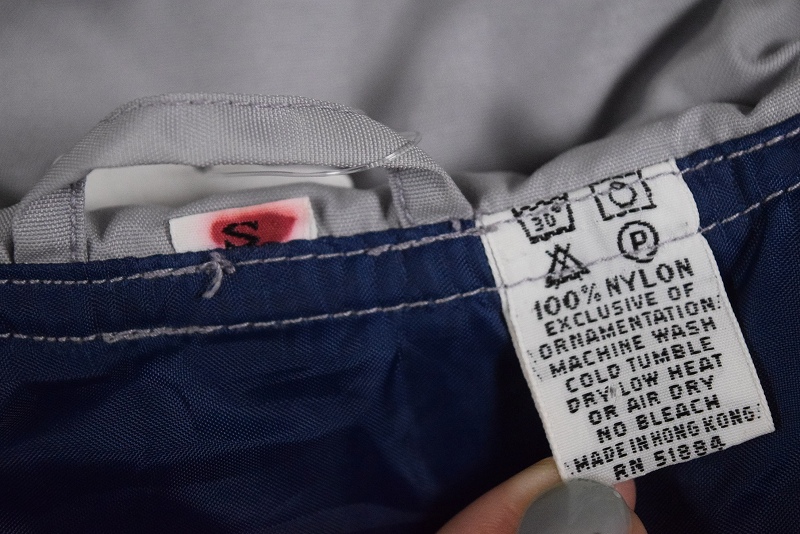 S
30°
P
100% NYLON
EXCLUSIVE OF
ORNAMENTATION
MACHINE WASH
COLD TUMBLE
DRY/LOW HEAT
OR AIR DRY
NO BLEACH
MADE IN HONG KONG
RN 51884